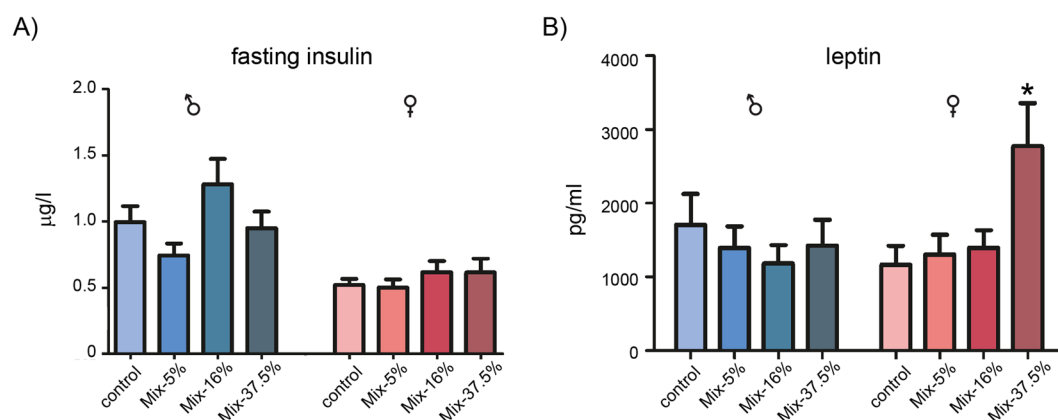 A)
fasting insulin
2.0
1.5
1.0
0.5
0
µg/l
♂
♀
control
Mix-5%
Mix-16%
Mix-37.5%
control
Mix-5%
Mix-16%
Mix-37.5%
B)
leptin
4000
3000
2000
1000
0
pg/ml
♂
♀
*
control
Mix-5%
Mix-16%
Mix-37.5%
control
Mix-5%
Mix-16%
Mix-37.5%